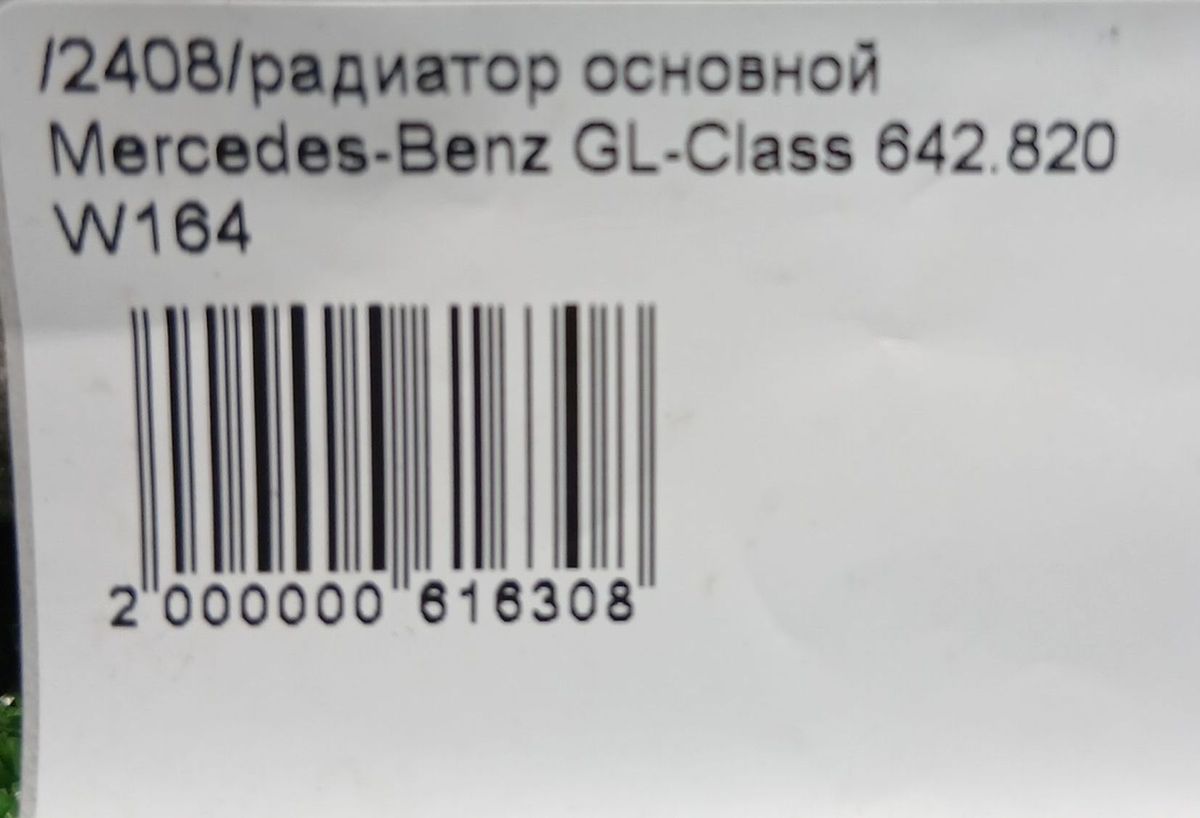 /2408/радиатор основной
Mercedes-Benz GL-Class 642.820
W164
2 000000 616308